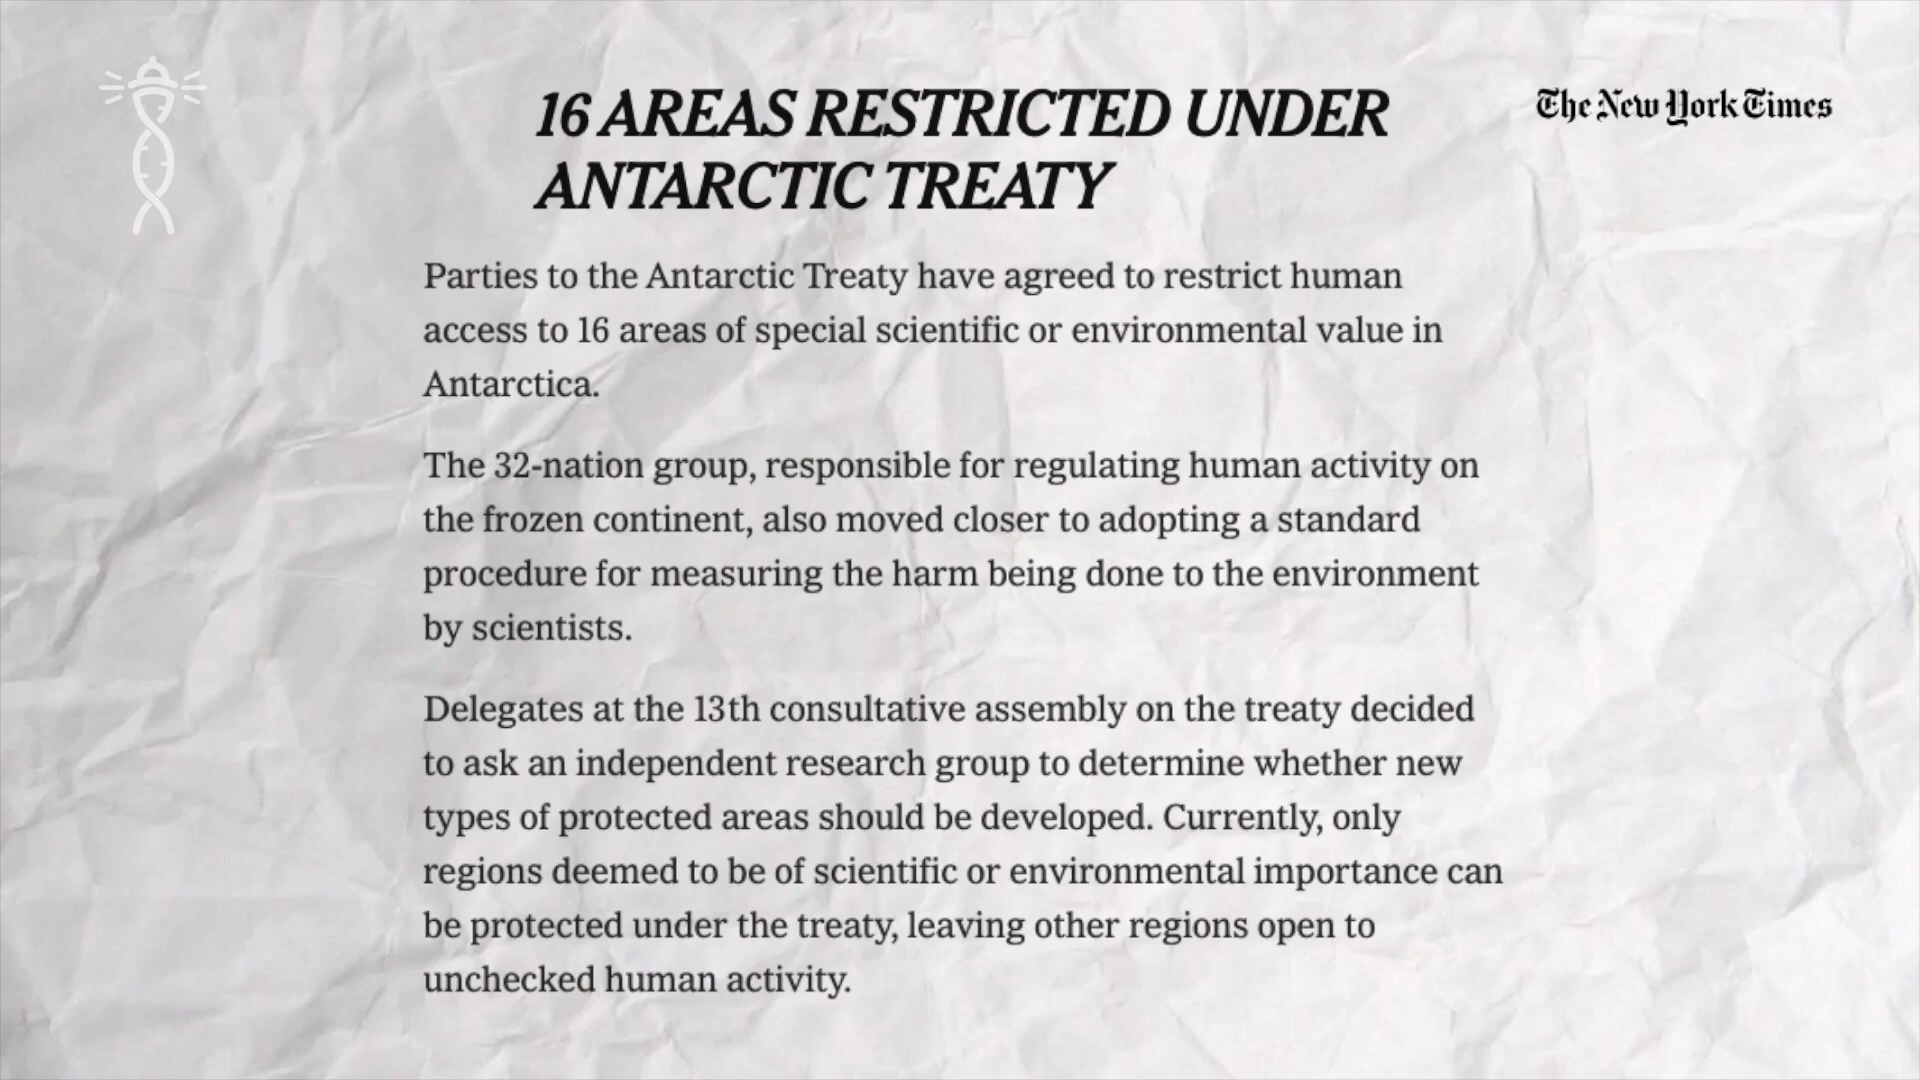 16 AREAS RESTRICTED UNDER
ANTARCTIC TREATY
The New York Times
Parties to the Antarctic Treaty have agreed to restrict human
access to 16 areas of special scientific or environmental value in
Antarctica.
The 32-nation group, responsible for regulating human activity on
the frozen continent, also moved closer to adopting a standard
procedure for measuring the harm being done to the environment
by scientists.
Delegates at the 13th consultative assembly on the treaty decided
to ask an independent research group to determine whether new
types of protected areas should be developed. Currently, only
regions deemed to be of scientific or environmental importance can
be protected under the treaty, leaving other regions open to
unchecked human activity.